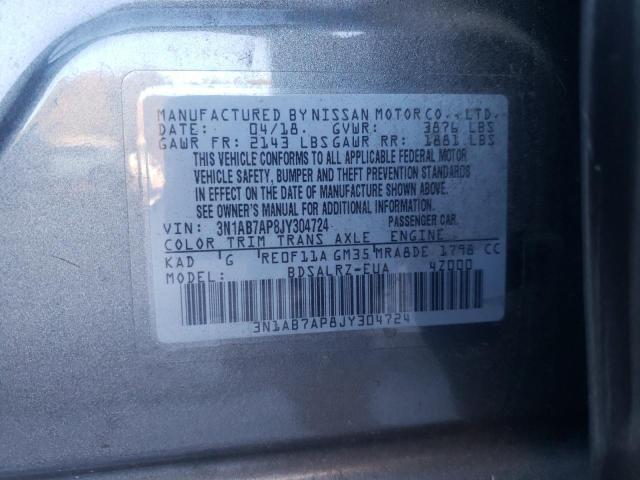 MANUFACTURED BY NISSAN MOTOR CO., LTD.
DATE: 04/18 GVWR: 3876 LBS
GAWR FR: 2143 LBS GAWR RR: 1881 LBS
THIS VEHICLE CONFORMS TO ALL APPLICABLE FEDERAL MOTOR
VEHICLE SAFETY, BUMPER AND THEFT PREVENTION STANDARDS
IN EFFECT ON THE DATE OF MANUFACTURE SHOWN ABOVE.
SEE OWNER'S MANUAL FOR ADDITIONAL INFORMATION.
VIN: 3N1AB7AP8JY304724 PASSENGER CAR
COLOR TRIM TRANS AXLE ENGINE
KAD G RE0F11A GM35 MRA8DE 1798 CC
MODEL: BDSALRZ-EUA 4Z000
3N1AB7AP8JY304724